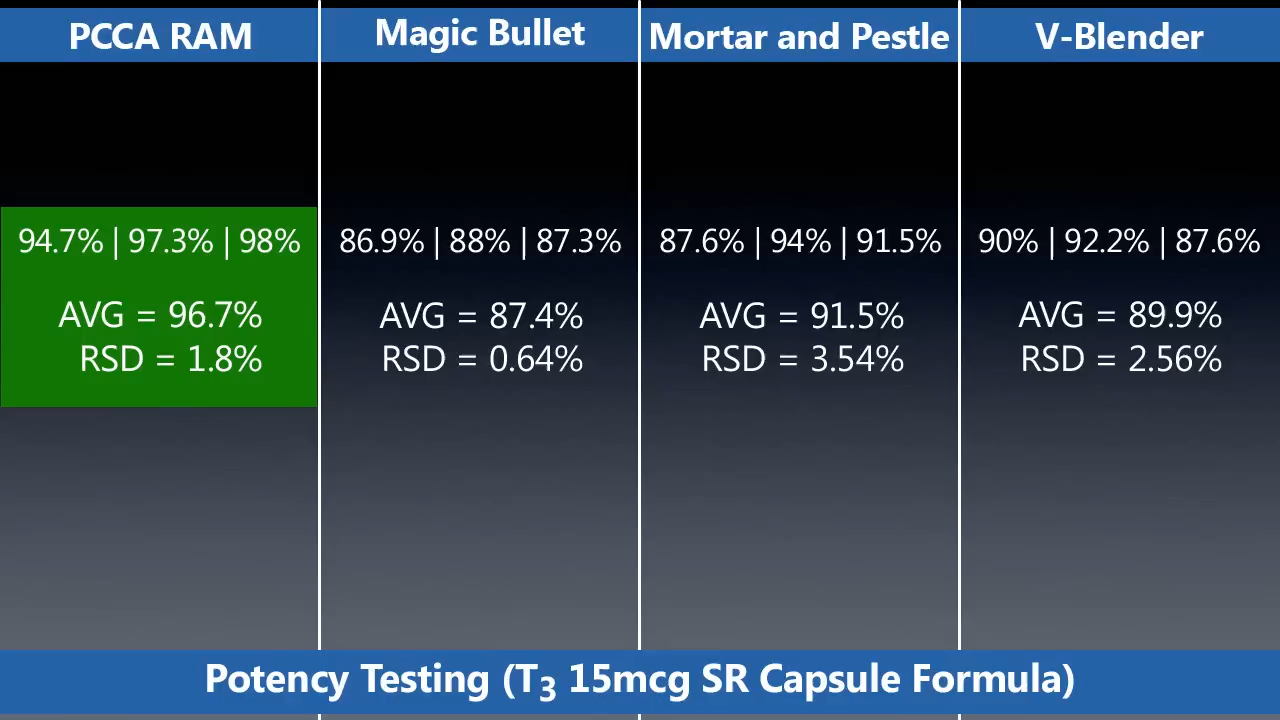 PCCA RAM
Magic Bullet
Mortar and Pestle
V-Blender
94.7% | 97.3% | 98%
AVG = 96.7%
RSD = 1.8%
86.9% | 88% | 87.3%
AVG = 87.4%
RSD = 0.64%
87.6% | 94% | 91.5%
AVG = 91.5%
RSD = 3.54%
90% | 92.2% | 87.6%
AVG = 89.9%
RSD = 2.56%
Potency Testing (T₃ 15mcg SR Capsule Formula)